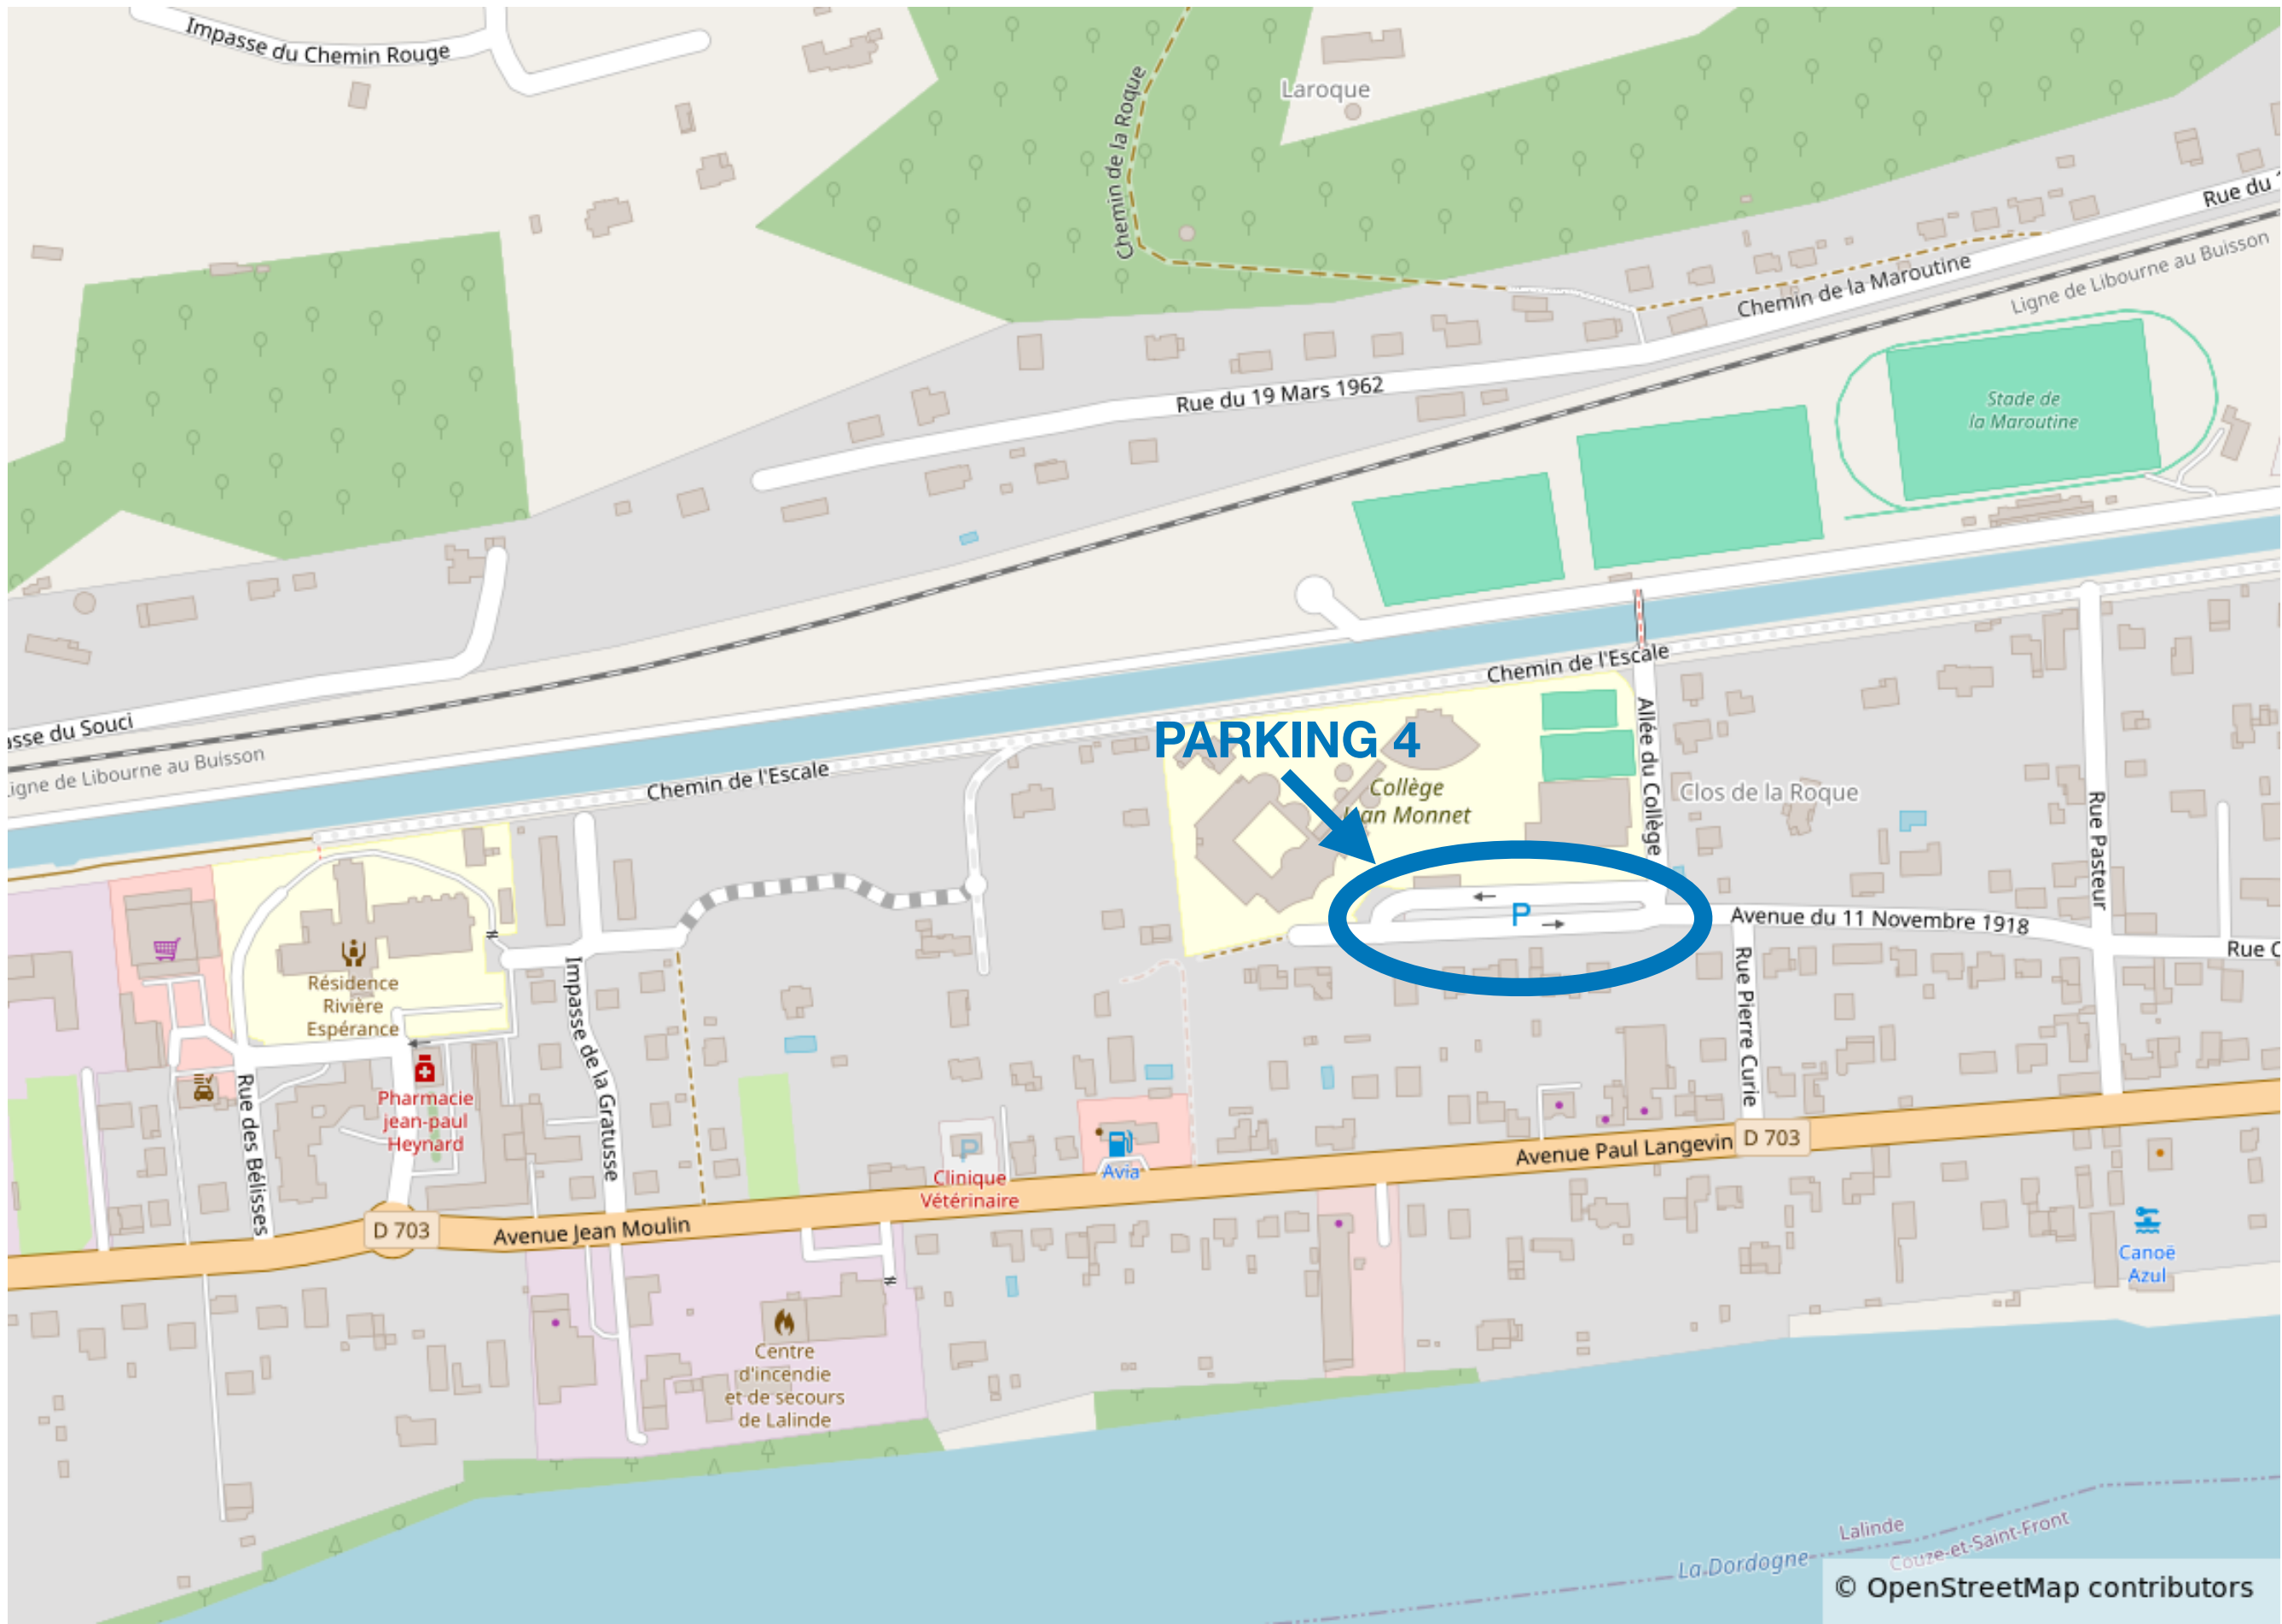 Impasse du Chemin Rouge
Chemin de la Roque
Laroque
Rue du
Ligne de Libourne au Buisson
Chemin de la Maroutine
Rue du 19 Mars 1962
Stade de
la Maroutine
Chemin de l'Escale
Allée du Collège
asse du Souci
Ligne de Libourne au Buisson
Chemin de l'Escale
PARKING 4
Collège
Jean Monnet
Clos de la Roque
Rue Pasteur
P
Avenue du 11 Novembre 1918
Rue C
Rue Pierre Curie
Résidence
Rivière
Espérance
Impasse de la Gratusse
Pharmacie
jean-paul
Heynard
Rue des Bélisses
P
Clinique
Vétérinaire
Avia
Avenue Paul Langevin
D 703
D 703
Avenue Jean Moulin
Canoë
Azul
Centre
d'incendie
et de secours
de Lalinde
Lalinde
Couze-et-Saint-Front
La Dordogne
© OpenStreetMap contributors